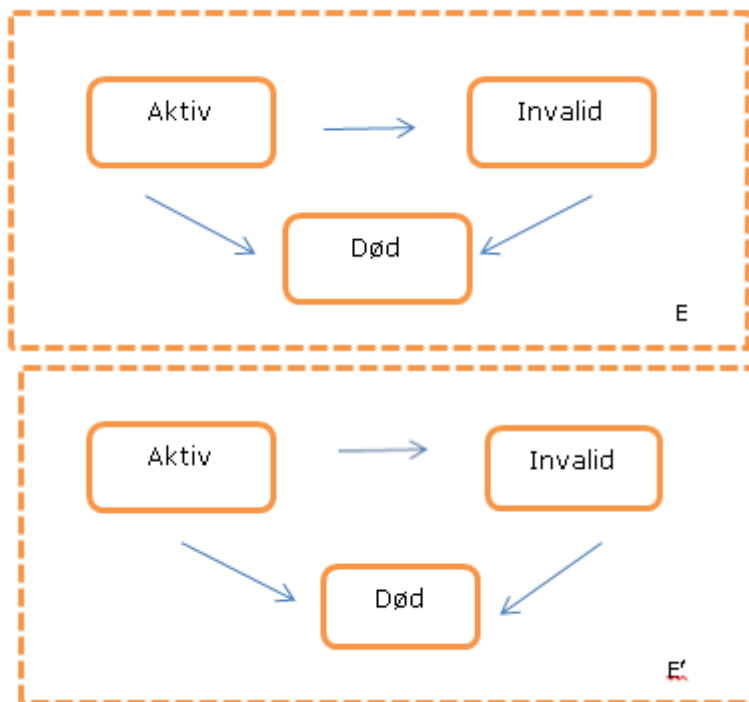 Aktiv
Invalid
Død
E
Aktiv
Invalid
Død
E’